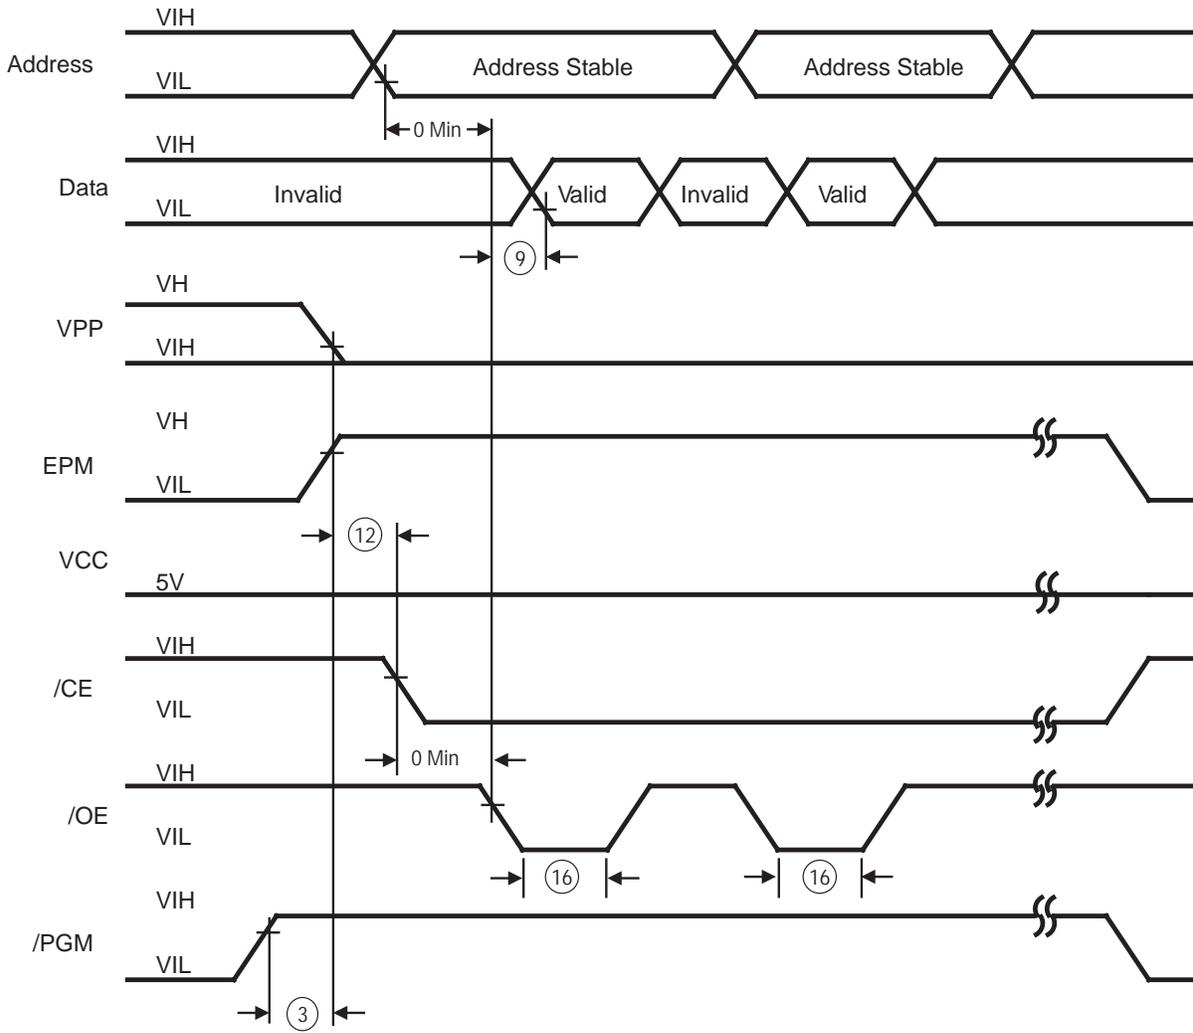 VIH
Address
VIL
Address Stable
Address Stable
0 Min
VIH
Data
VIL
Invalid
Valid
Invalid
Valid
9
VH
VPP
VIH
VH
EPM
VIL
12
VCC
5V
VIH
/CE
VIL
0 Min
VIH
/OE
VIL
16
16
VIH
/PGM
VIL
3